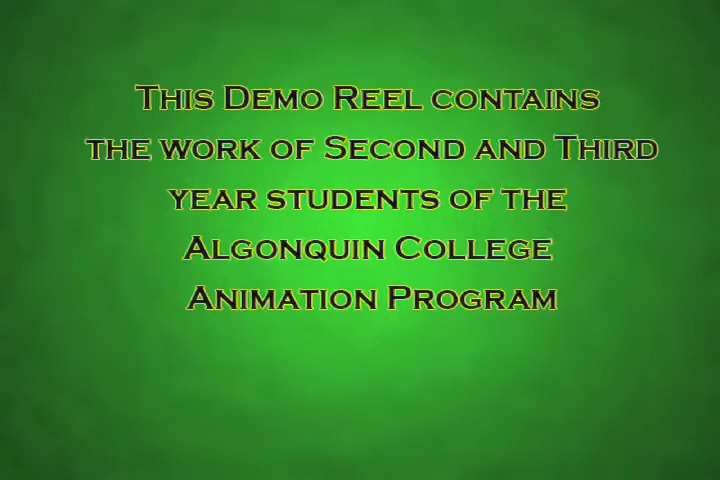 This Demo Reel contains
the work of Second and Third
year students of the
Algonquin College
Animation Program